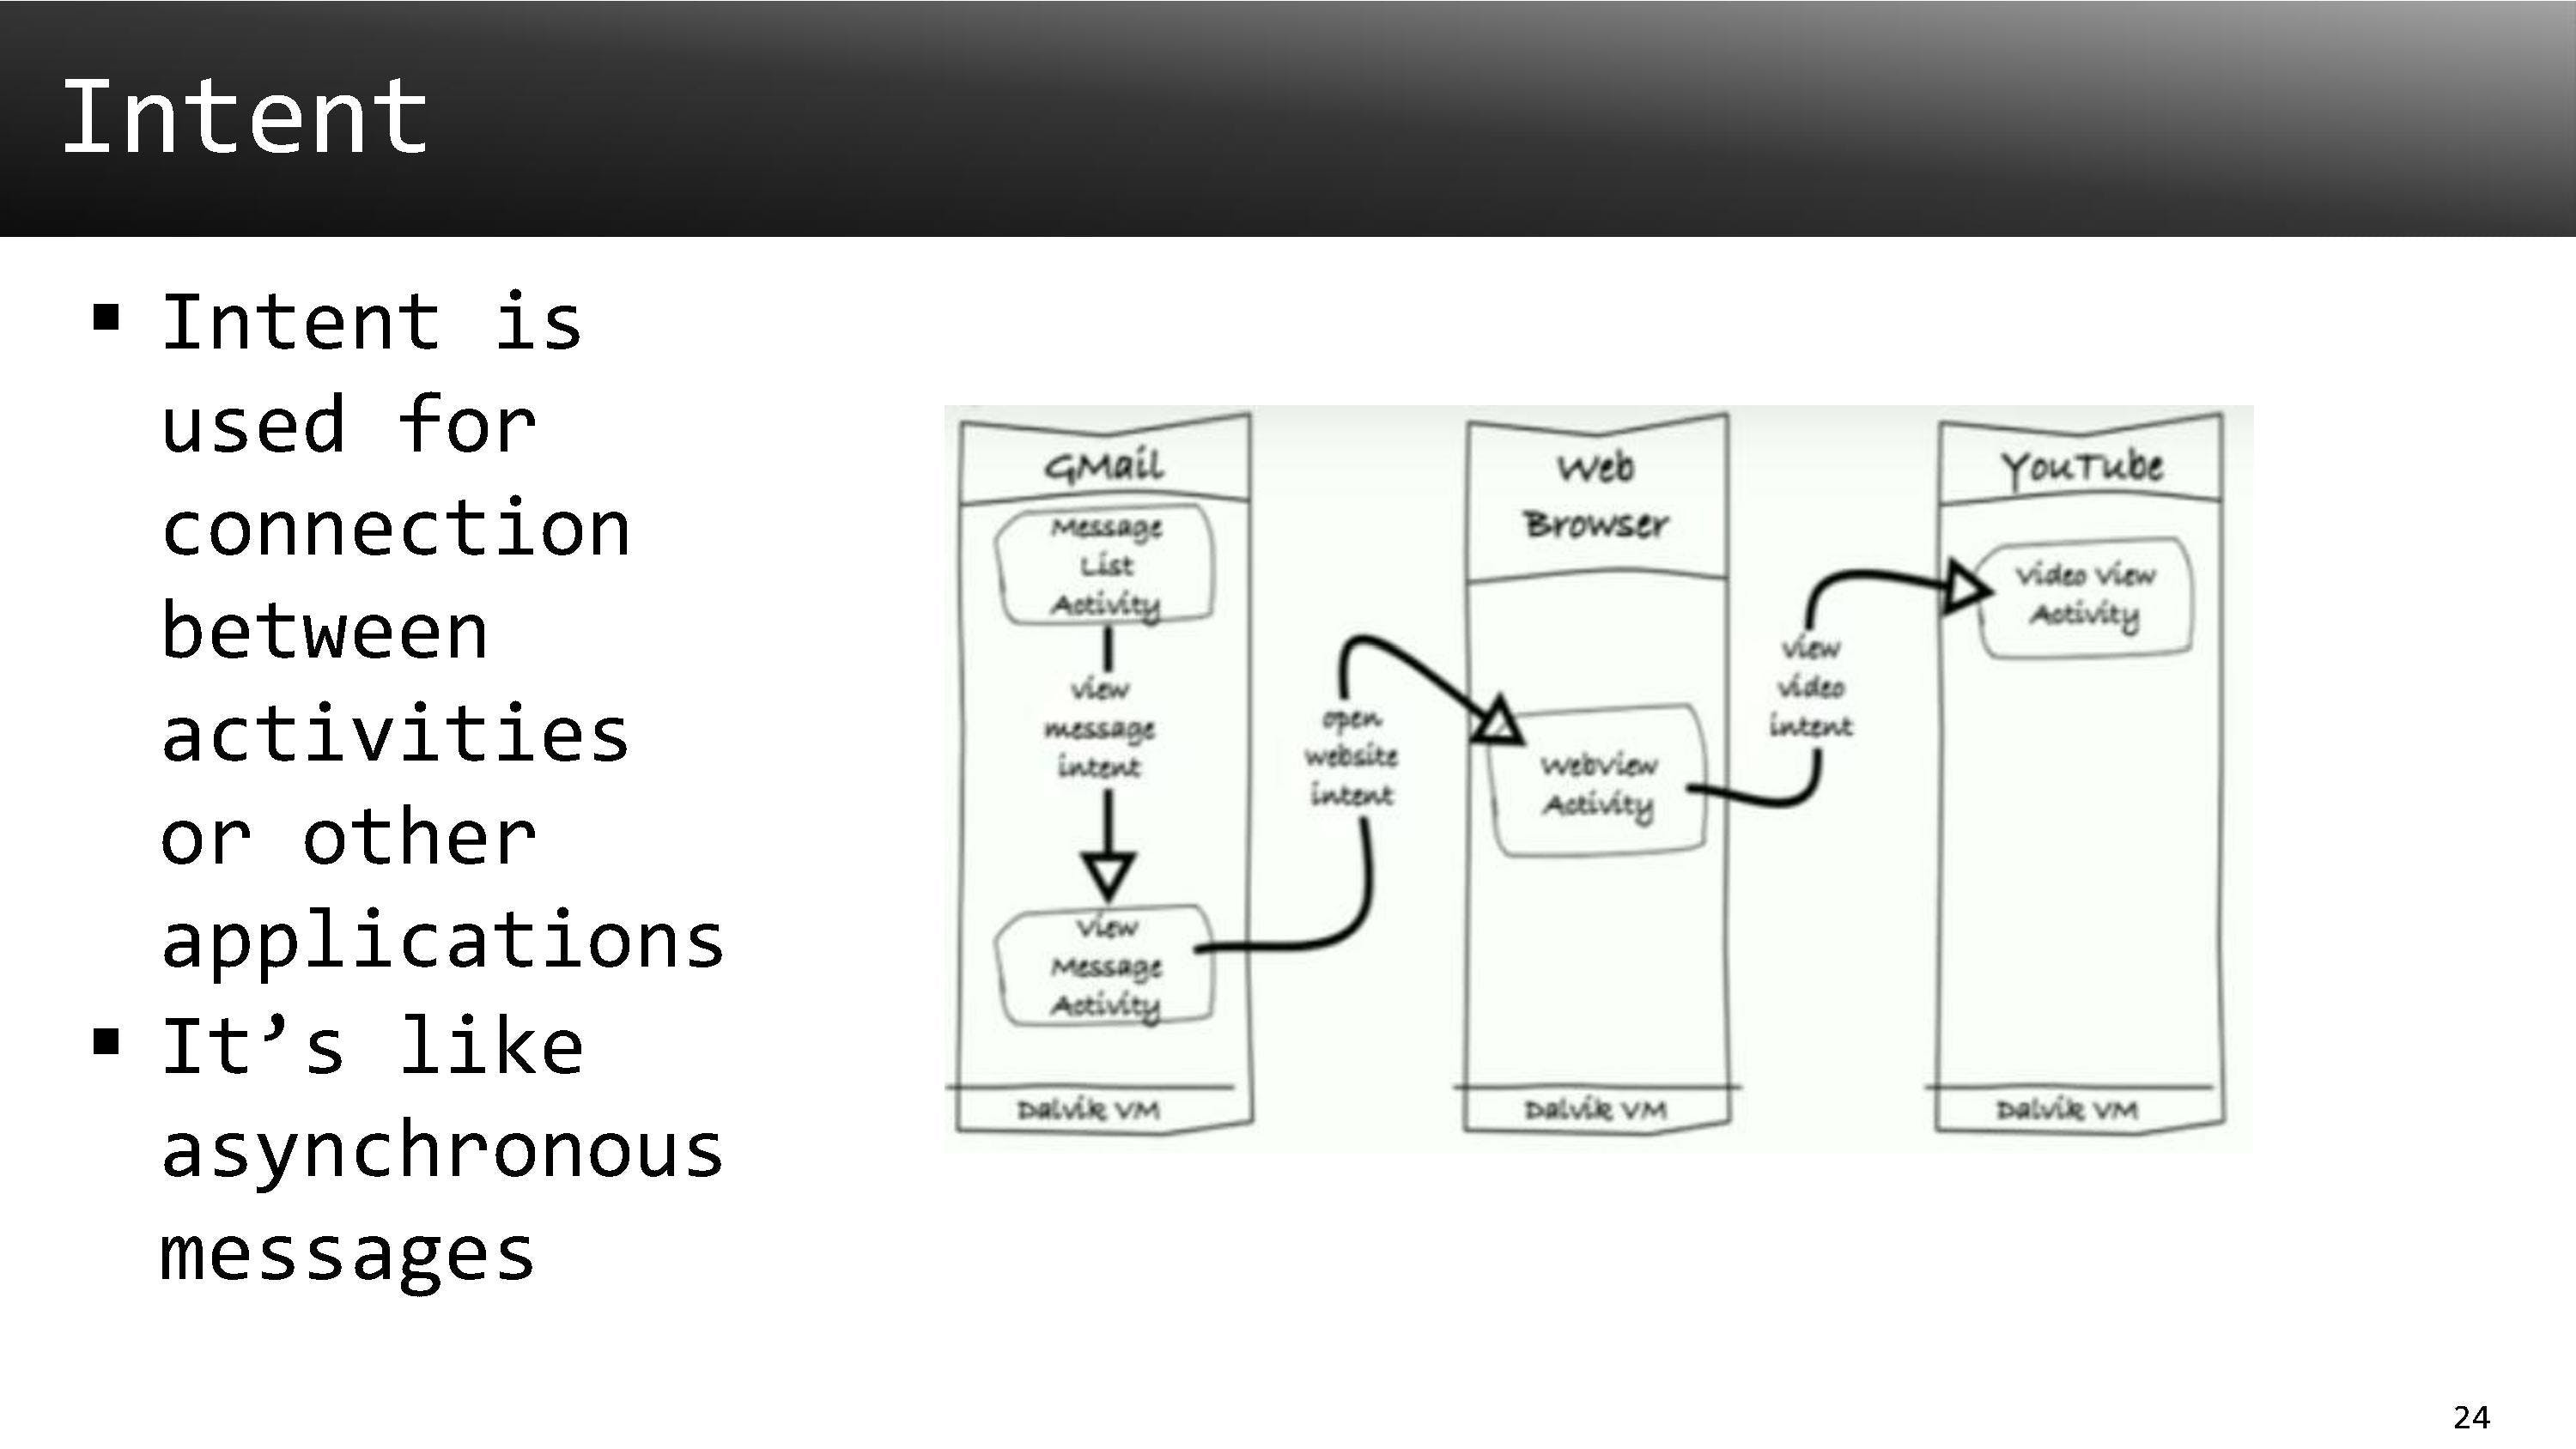 Intent
▪ Intent is
used for
connection
between
activities
or other
applications
▪ It’s like
asynchronous
messages
GMail
Message
List
Activity
view
message
intent
View
Message
Activity
Dalvik VM
open
website
intent
Web
Browser
Webview
Activity
Dalvik VM
view
video
intent
YouTube
Video View
Activity
Dalvik VM
24